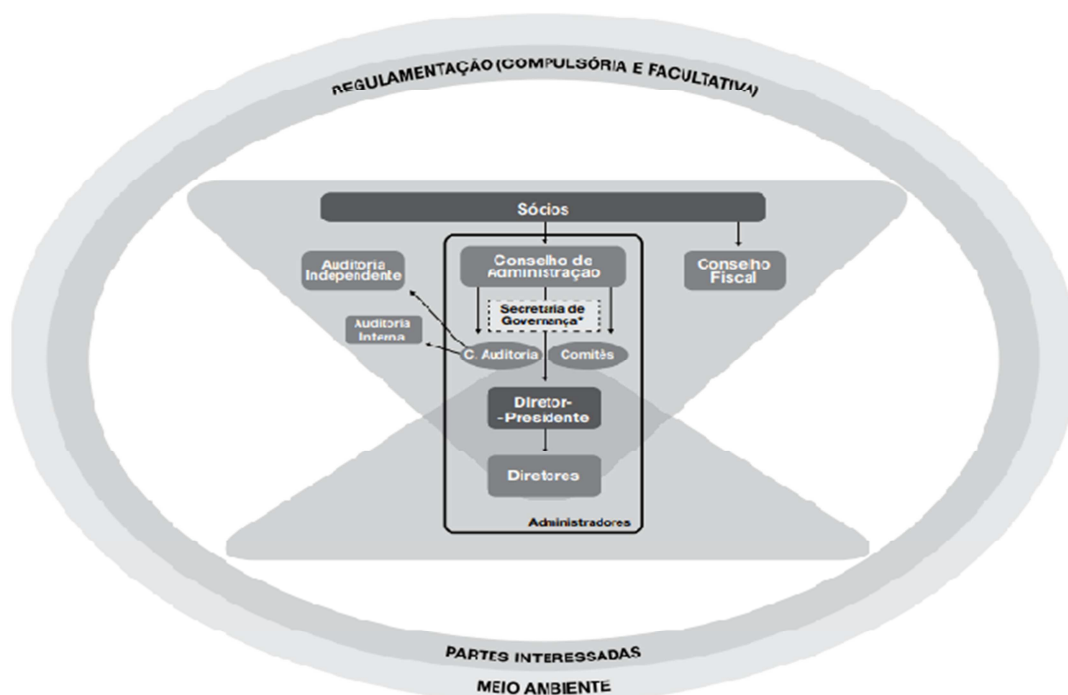 REGULAMENTAÇÃO (COMPULSÓRIA E FACULTATIVA)
Sócios
Auditoria
Independente
Conselho de
Administração
Conselho
Fiscal
Secretaria de
Governança*
Auditoria
Interna
C. Auditoria
Comitês
Diretor-
-Presidente
Diretores
Administradores
PARTES INTERESSADAS
MEIO AMBIENTE